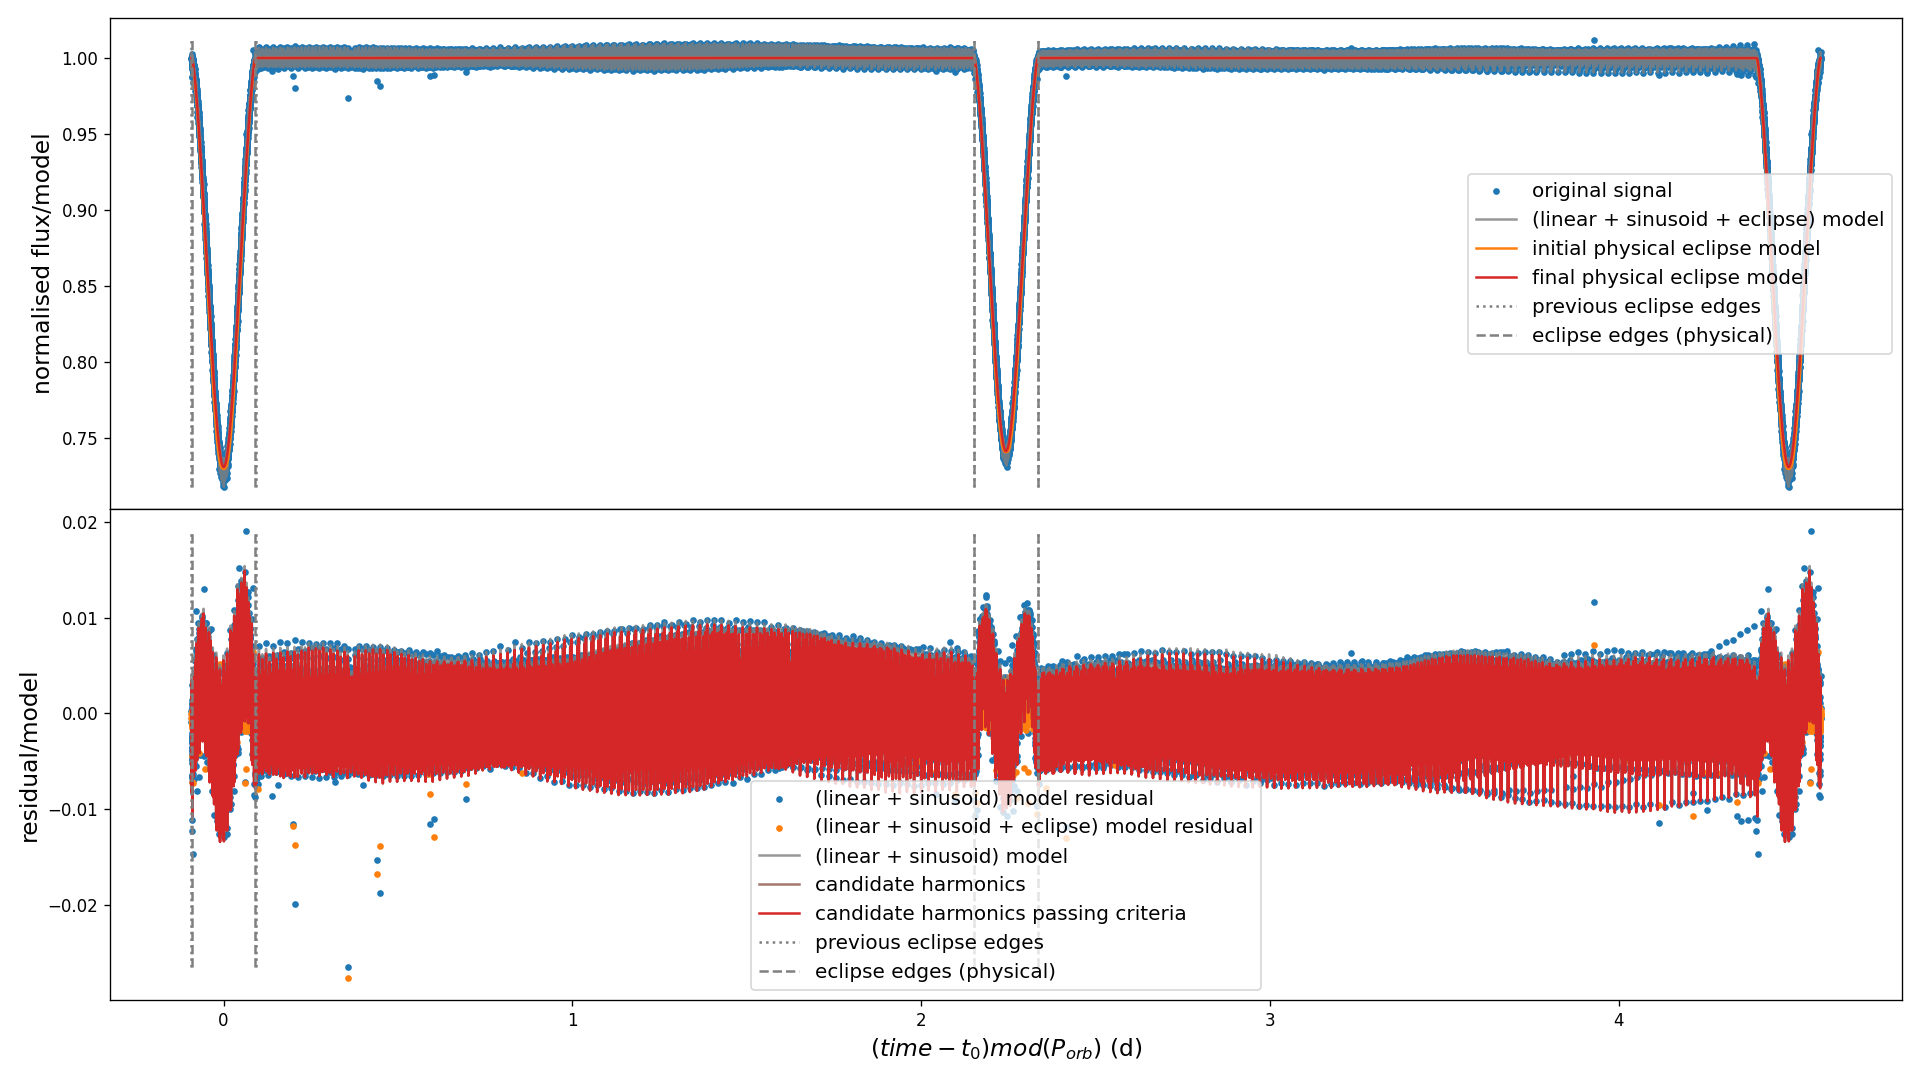 normalised flux/model
1.00
0.95
0.90
0.85
0.80
0.75
original signal
(linear + sinusoid + eclipse) model
initial physical eclipse model
final physical eclipse model
previous eclipse edges
eclipse edges (physical)
residual/model
0.02
0.01
0.00
−0.01
−0.02
(linear + sinusoid) model residual
(linear + sinusoid + eclipse) model residual
(linear + sinusoid) model
candidate harmonics
candidate harmonics passing criteria
previous eclipse edges
eclipse edges (physical)
0 1 2 3 4
(time − t₀)mod(P_orb) (d)